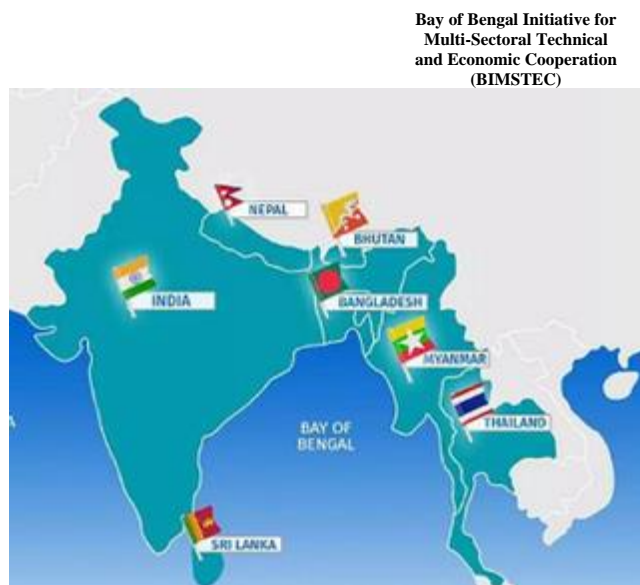 Bay of Bengal Initiative for
Multi-Sectoral Technical
and Economic Cooperation
(BIMSTEC)
NEPAL
BHUTAN
INDIA
BANGLADESH
MYANMAR
THAILAND
BAY OF
BENGAL
SRI LANKA